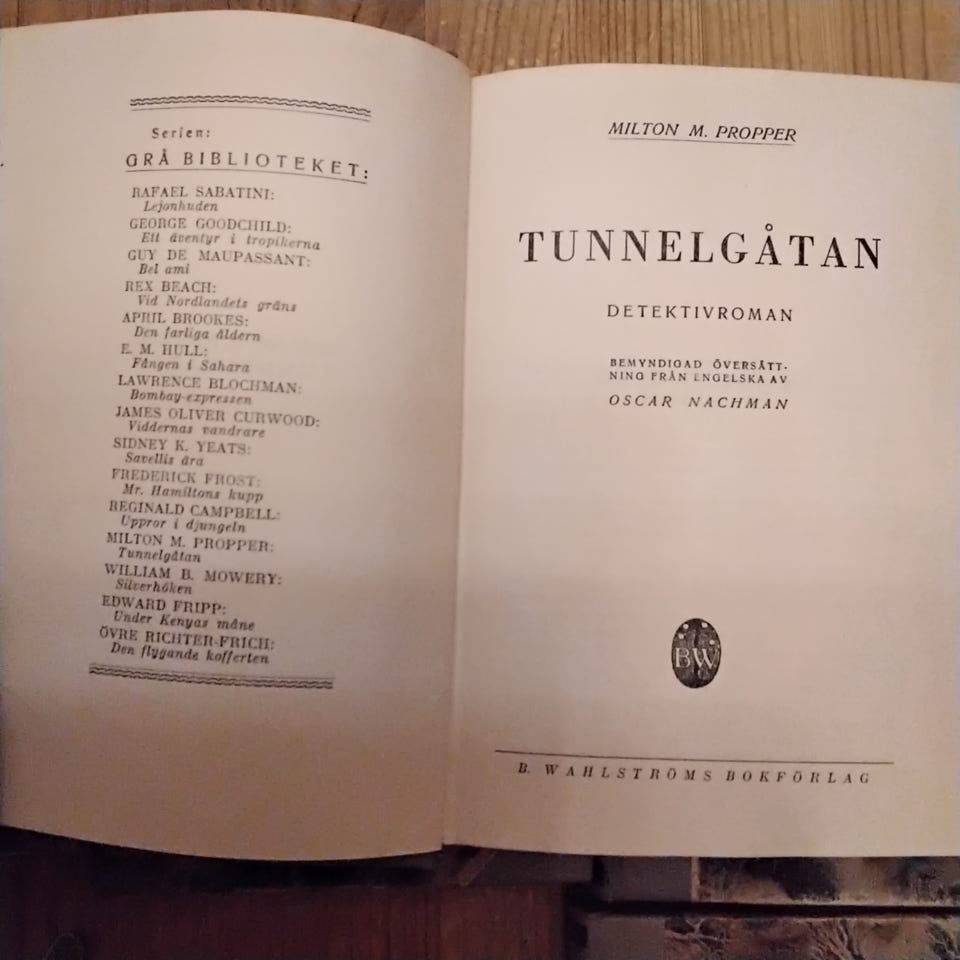 Serien:
GRÅ BIBLIOTEKET:
RAFAEL SABATINI:
Lejonhuden
GEORGE GOODCHILD:
Ett äventyr i tropikerna
GUY DE MAUPASSANT:
Bel ami
REX BEACH:
Vid Nordlandets gräns
APRIL BROOKES:
Den farliga åldern
E. M. HULL:
Fången i Sahara
LAWRENCE BLOCHMAN:
Bombay-expressen
JAMES OLIVER CURWOOD:
Viddernas vandrare
SIDNEY K. YEATS:
Savellis ära
FREDERICK FROST:
Mr. Hamiltons kupp
REGINALD CAMPBELL:
Uppror i djungeln
MILTON M. PROPPER:
Tunnelgåtan
WILLIAM B. MOWERY:
Silverhöken
EDWARD FRIPP:
Under Kenyas måne
ÖVRE RICHTER-FRICH:
Den flygande kofferten
MILTON M. PROPPER
TUNNELGÅTAN
DETEKTIVROMAN
BEMYNDIGAD ÖVERSÄTT-
NING FRÅN ENGELSKA AV
OSCAR NACHMAN
BW
B. WAHLSTRÖMS BOKFÖRLAG